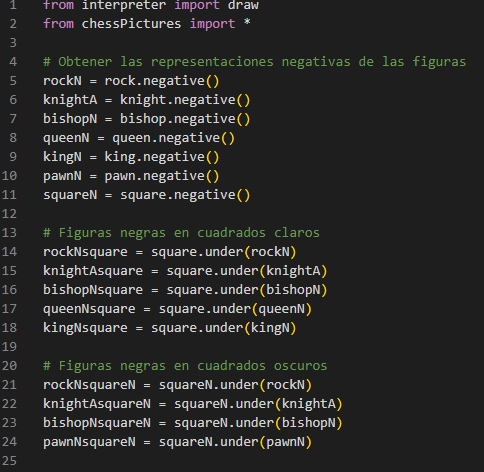 1 from interpreter import draw
2 from chessPictures import *
3
4 # Obtener las representaciones negativas de las figuras
5 rockN = rock.negative()
6 knightA = knight.negative()
7 bishopN = bishop.negative()
8 queenN = queen.negative()
9 kingN = king.negative()
10 pawnN = pawn.negative()
11 squareN = square.negative()
12
13 # Figuras negras en cuadrados claros
14 rockNsquare = square.under(rockN)
15 knightAsquare = square.under(knightA)
16 bishopNsquare = square.under(bishopN)
17 queenNsquare = square.under(queenN)
18 kingNsquare = square.under(kingN)
19
20 # Figuras negras en cuadrados oscuros
21 rockNsquareN = squareN.under(rockN)
22 knightAsquareN = squareN.under(knightA)
23 bishopNsquareN = squareN.under(bishopN)
24 pawnNsquareN = squareN.under(pawnN)
25